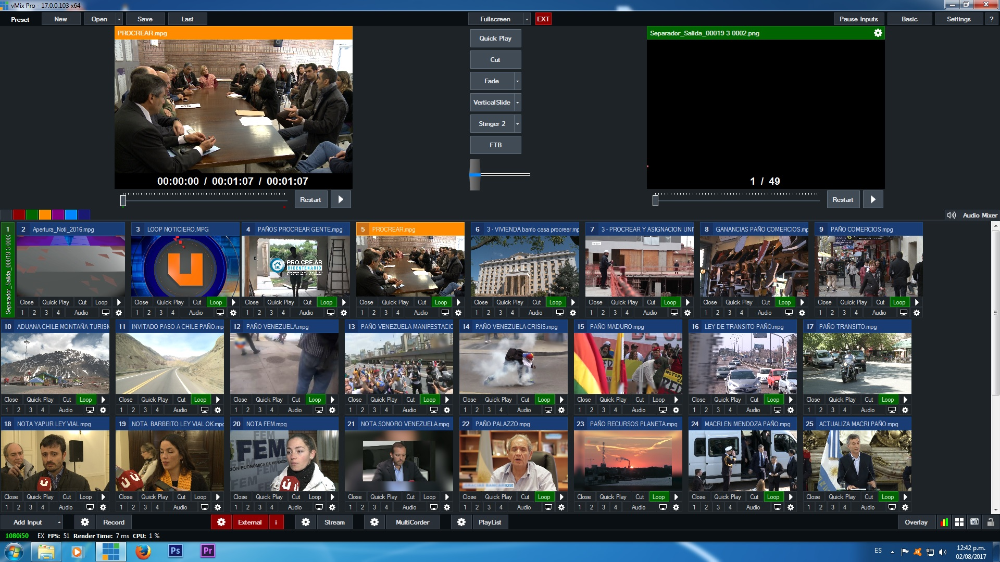 vMix Pro - 17.0.0.103 x64
Preset New Open Save Last Fullscreen EXT Pause Inputs Basic Settings ?
PROCREAR.mpg
Separador_Salida_00019 3 0002.png
Quick Play
Cut
Fade
VerticalSlide
Stinger 2
FTB
00:00:00 / 00:01:07 / 00:01:07
1 / 49
Restart
Restart
Audio Mixer
1 Separador_Salida_00019 3 000
2 Apertura_Noti_2016.mpg
3 LOOP NOTICIERO.MPG
4 PAÑOS PROCREAR GENTE.mpg
5 PROCREAR.mpg
6 3 - VIVIENDA barrio casa procrear.mp
7 3 - PROCREAR Y ASIGNACION UNI
8 GANANCIAS PAÑO COMERCIOS.mp
9 PAÑO COMERCIOS.mpg
PRO.CRE.AR
BICENTENARIO
Close Quick Play Cut Loop Close Quick Play Cut Loop Close Quick Play Cut Loop Close Quick Play Cut Loop Close Quick Play Cut Loop Close Quick Play Cut Loop Close Quick Play Cut Loop Close Quick Play Cut Loop
1 2 3 4 Audio 1 2 3 4 Audio 1 2 3 4 Audio 1 2 3 4 Audio 1 2 3 4 Audio 1 2 3 4 Audio 1 2 3 4 Audio 1 2 3 4 Audio
10 ADUANA CHILE MONTAÑA TURISM
11 INVITADO PASO A CHILE PAÑO.mp
12 PAÑO VENEZUELA.mpg
13 PAÑO VENEZUELA MANIFESTACIO
14 PAÑO VENEZUELA CRISIS.mpg
15 PAÑO MADURO.mpg
16 LEY DE TRANSITO PAÑO.mpg
17 PAÑO TRANSITO.mpg
Close Quick Play Cut Loop Close Quick Play Cut Loop Close Quick Play Cut Loop Close Quick Play Cut Loop Close Quick Play Cut Loop Close Quick Play Cut Loop Close Quick Play Cut Loop Close Quick Play Cut Loop
1 2 3 4 Audio 1 2 3 4 Audio 1 2 3 4 Audio 1 2 3 4 Audio 1 2 3 4 Audio 1 2 3 4 Audio 1 2 3 4 Audio 1 2 3 4 Audio
18 NOTA YAPUR LEY VIAL.mpg
19 NOTA BARBEITO LEY VIAL OK.mpg
20 NOTA FEM.mpg
21 NOTA SONORO VENEZUELA.mpg
22 PAÑO PALAZZO.mpg
23 PAÑO RECURSOS PLANETA.mpg
24 MACRI EN MENDOZA PAÑO.mpg
25 ACTUALIZA MACRI PAÑO.mpg
FEM
FEM
ECONÓMICA DE MENDOZA
FEM
Close Quick Play Cut Loop Close Quick Play Cut Loop Close Quick Play Cut Loop Close Quick Play Cut Loop Close Quick Play Cut Loop Close Quick Play Cut Loop Close Quick Play Cut Loop Close Quick Play Cut Loop
1 2 3 4 Audio 1 2 3 4 Audio 1 2 3 4 Audio 1 2 3 4 Audio 1 2 3 4 Audio 1 2 3 4 Audio 1 2 3 4 Audio 1 2 3 4 Audio
Add Input Record External i Stream MultiCorder PlayList Overlay
1080i50 EX FPS: 51 Render Time: 7 ms CPU: 1 %
Ps Pr ES 12:42 p.m.
02/08/2017